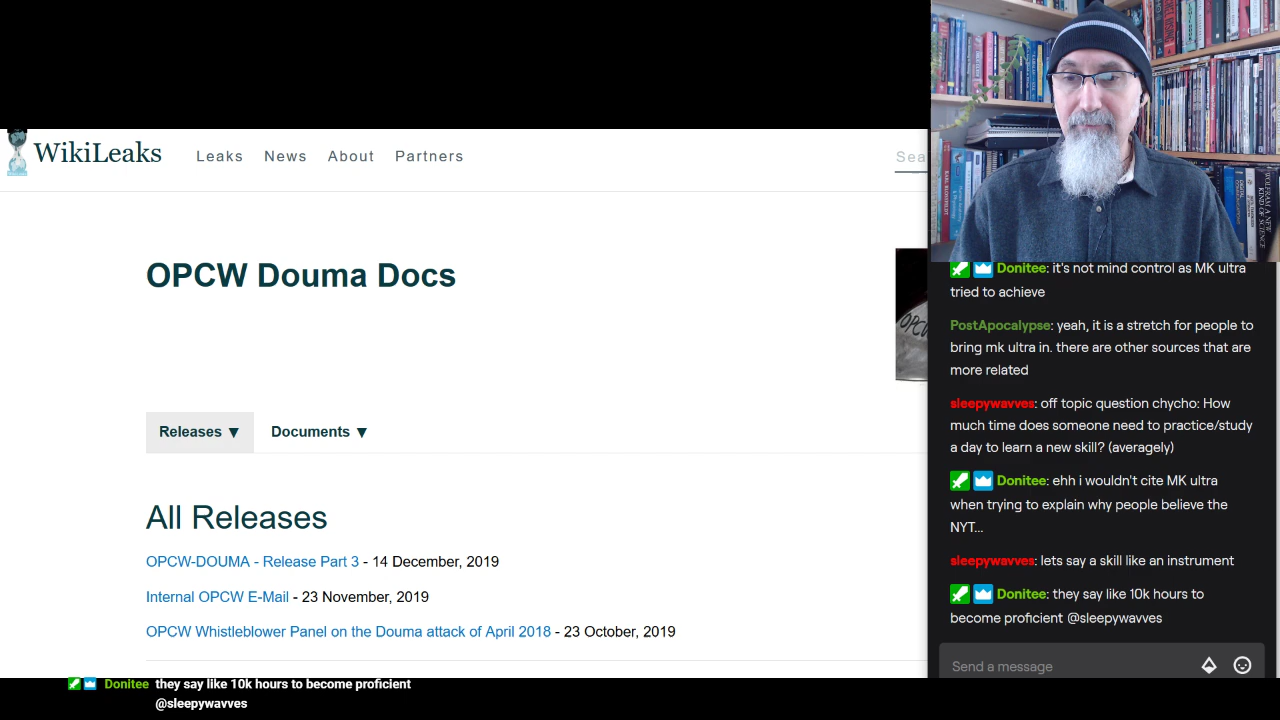 WikiLeaks
Leaks News About Partners
Sea
OPCW Douma Docs
OPCW
Releases ▼ Documents ▼
All Releases
OPCW-DOUMA - Release Part 3 - 14 December, 2019
Internal OPCW E-Mail - 23 November, 2019
OPCW Whistleblower Panel on the Douma attack of April 2018 - 23 October, 2019
WOLFRAM A NEW
KIND OF SCIENCE
Donitee: it's not mind control as MK ultra
tried to achieve
PostApocalypse: yeah, it is a stretch for people to
bring mk ultra in. there are other sources that are
more related
sleepywavves: off topic question chycho: How
much time does someone need to practice/study
a day to learn a new skill? (averagely)
Donitee: ehh i wouldn't cite MK ultra
when trying to explain why people believe the
NYT...
sleepywavves: lets say a skill like an instrument
Donitee: they say like 10k hours to
become proficient @sleepywavves
Send a message
Donitee they say like 10k hours to become proficient
@sleepywavves